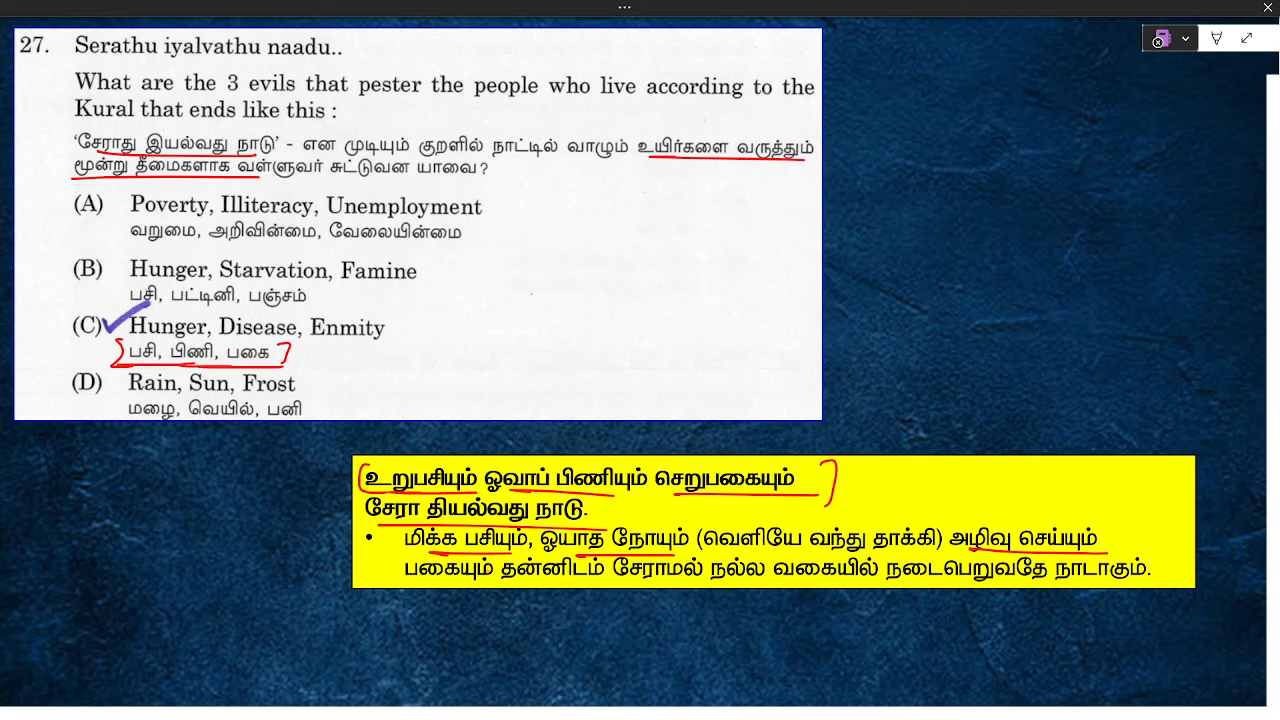 27. Serathu iyalvathu naadu..
What are the 3 evils that pester the people who live according to the
Kural that ends like this :
‘சேராது இயல்வது நாடு’ - என முடியும் குறளில் நாட்டில் வாழும் உயிர்களை வருத்தும்
மூன்று தீமைகளாக வள்ளுவர் சுட்டுவன யாவை?
(A) Poverty, Illiteracy, Unemployment
வறுமை, அறிவின்மை, வேலையின்மை
(B) Hunger, Starvation, Famine
பசி, பட்டினி, பஞ்சம்
(C) Hunger, Disease, Enmity
பசி, பிணி, பகை
(D) Rain, Sun, Frost
மழை, வெயில், பனி
உறுபசியும் ஓவாப் பிணியும் செறுபகையும்
சேரா தியல்வது நாடு.
• மிக்க பசியும், ஓயாத நோயும் (வெளியே வந்து தாக்கி) அழிவு செய்யும்
பகையும் தன்னிடம் சேராமல் நல்ல வகையில் நடைபெறுவதே நாடாகும்.